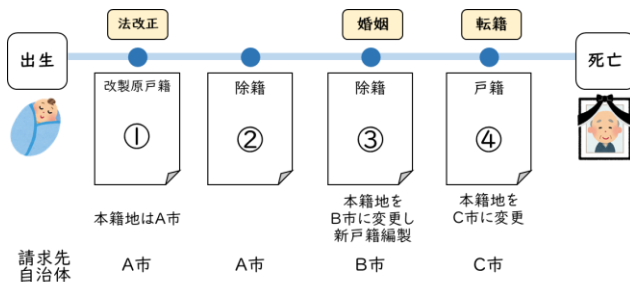 法改正
婚姻
転籍
出生
死亡
改製原戸籍
除籍
除籍
戸籍
①
②
③
④
本籍地はA市
本籍地を
B市に変更し
新戸籍編製
本籍地を
C市に変更
請求先
自治体
A市
A市
B市
C市